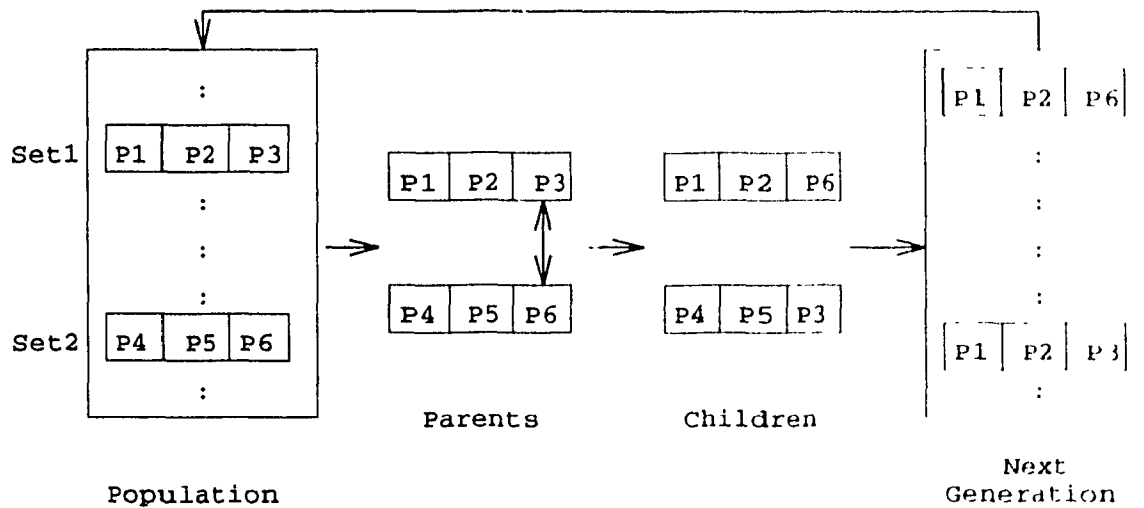 Set1 P1 P2 P3
Set2 P4 P5 P6
Population
P1 P2 P3
P4 P5 P6
Parents
P1 P2 P6
P4 P5 P3
Children
P1 P2 P6
P1 P2 P3
Next
Generation